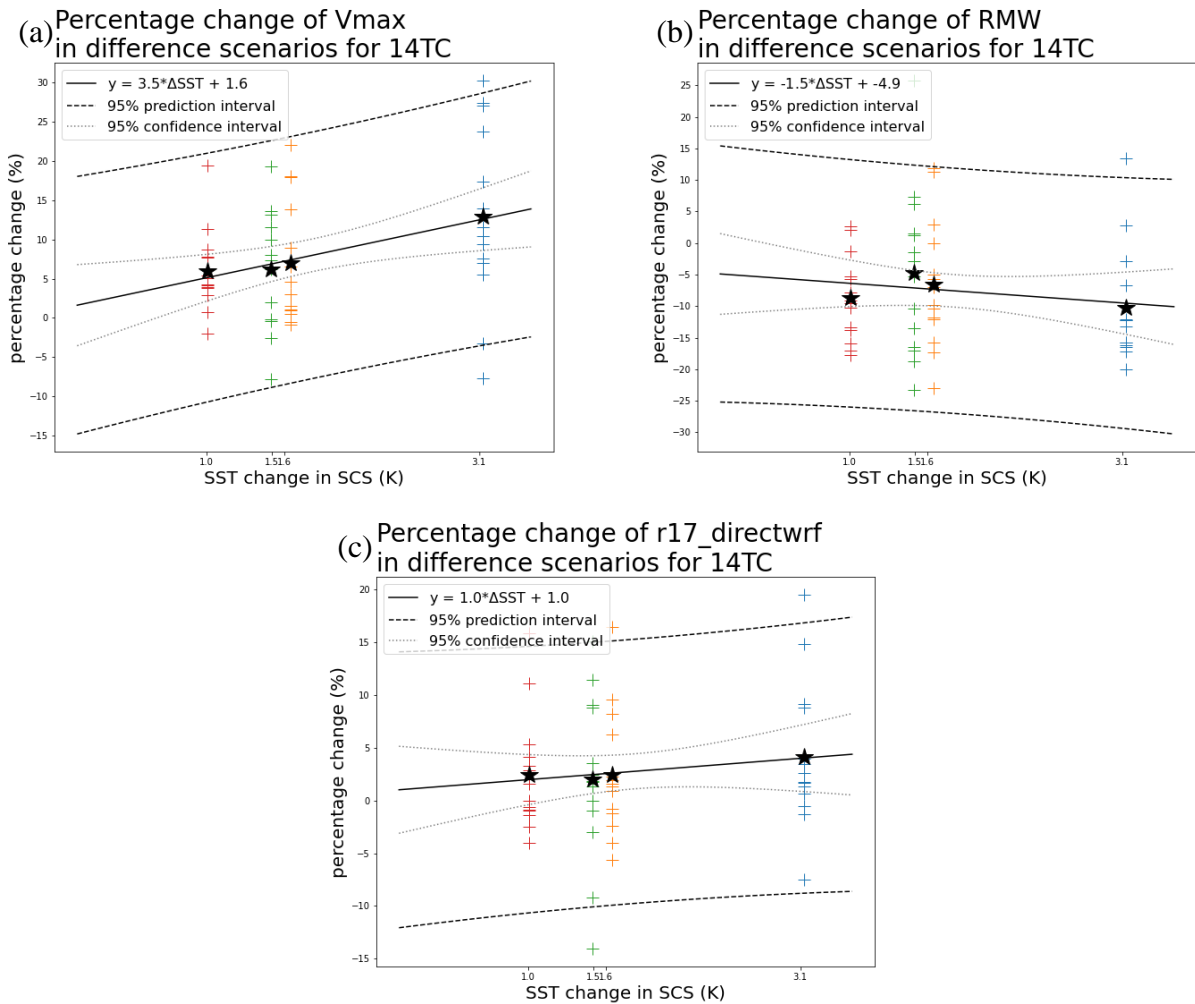 (a)
Percentage change of Vmax
in difference scenarios for 14TC
y = 3.5*ΔSST + 1.6
95% prediction interval
95% confidence interval
percentage change (%)
30
25
20
15
10
5
0
−5
−10
−15
1.0
1.5
1.6
3.1
SST change in SCS (K)
(b)
Percentage change of RMW
in difference scenarios for 14TC
y = -1.5*ΔSST + -4.9
95% prediction interval
95% confidence interval
percentage change (%)
25
20
15
10
5
0
−5
−10
−15
−20
−25
−30
1.0
1.5
1.6
3.1
SST change in SCS (K)
(c)
Percentage change of r17_directwrf
in difference scenarios for 14TC
y = 1.0*ΔSST + 1.0
95% prediction interval
95% confidence interval
percentage change (%)
20
15
10
5
0
−5
−10
−15
1.0
1.5
1.6
3.1
SST change in SCS (K)